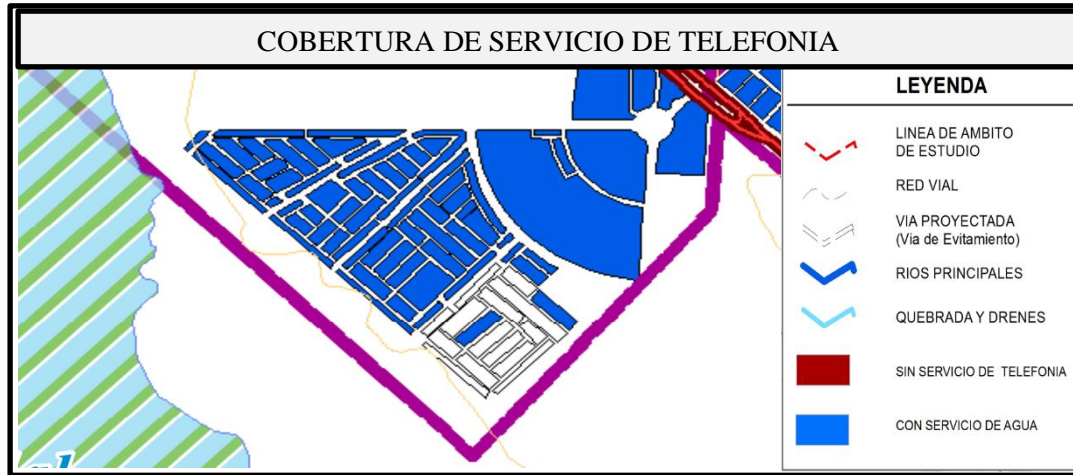 COBERTURA DE SERVICIO DE TELEFONIA
LEYENDA
LINEA DE AMBITO
DE ESTUDIO
RED VIAL
VIA PROYECTADA
(Via de Evitamiento)
RIOS PRINCIPALES
QUEBRADA Y DRENES
SIN SERVICIO DE TELEFONIA
CON SERVICIO DE AGUA